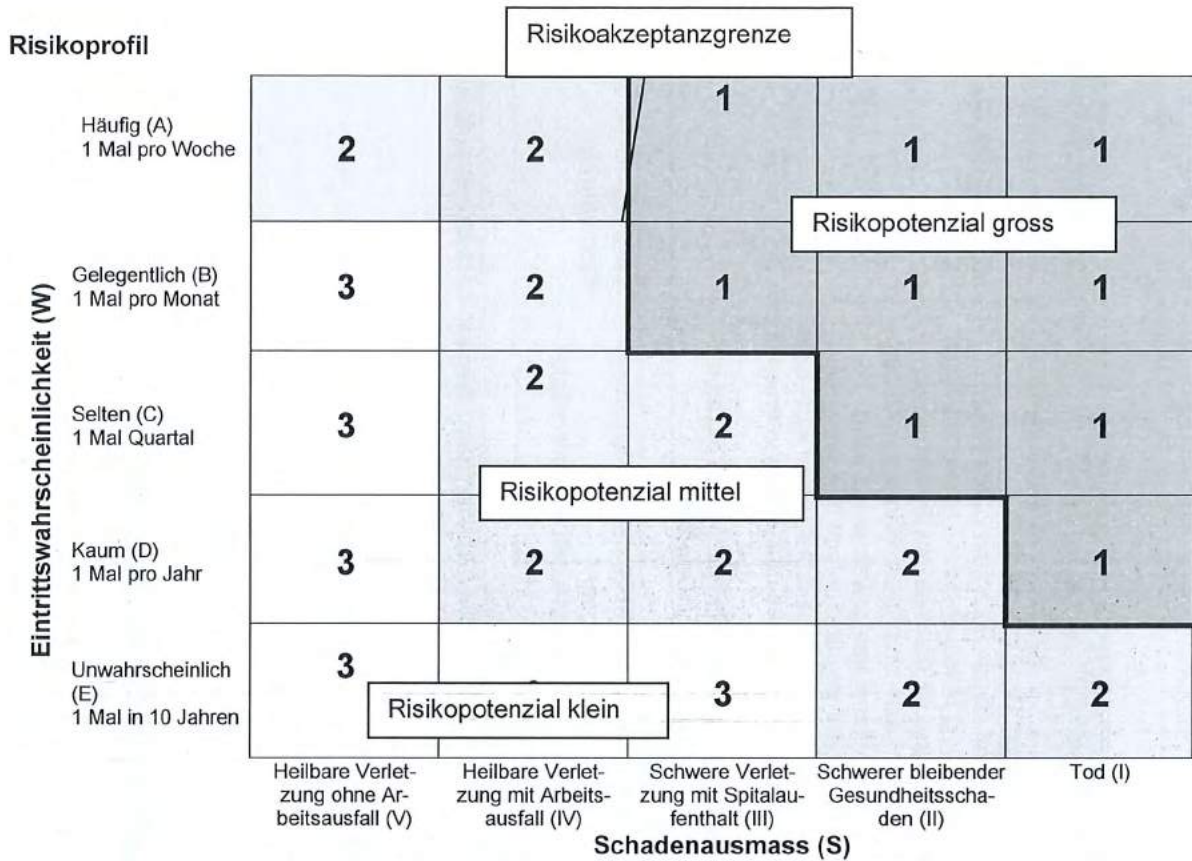 Risikoprofil
Risikoakzeptanzgrenze
Eintrittswahrscheinlichkeit (W)
Häufig (A)
1 Mal pro Woche
2
2
1
1
1
Risikopotenzial gross
Gelegentlich (B)
1 Mal pro Monat
3
2
1
1
1
Selten (C)
1 Mal Quartal
3
2
2
1
1
Risikopotenzial mittel
Kaum (D)
1 Mal pro Jahr
3
2
2
2
1
Unwahrscheinlich
(E)
1 Mal in 10 Jahren
3
3
2
2
Risikopotenzial klein
Heilbare Verlet-
zung ohne Ar-
beitsausfall (V)
Heilbare Verlet-
zung mit Arbeits-
ausfall (IV)
Schwere Verlet-
zung mit Spitalau-
fenthalt (III)
Schwerer bleibender
Gesundheitsscha-
den (II)
Tod (I)
Schadenausmass (S)